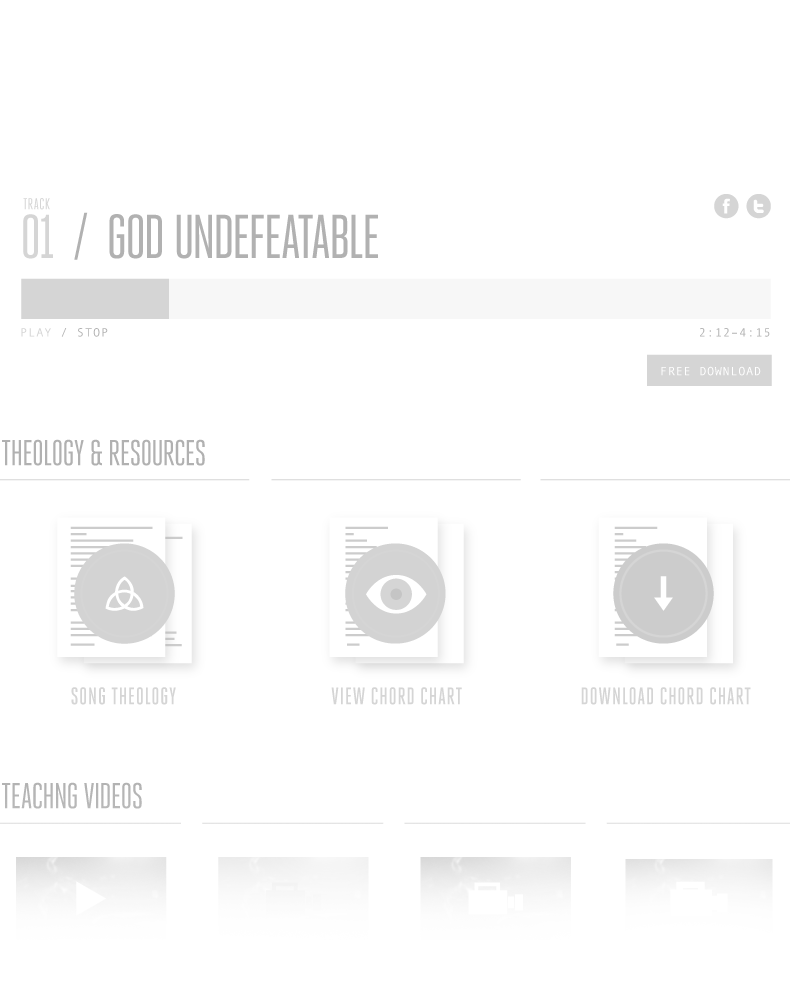 TRACK
01 / GOD UNDEFEATABLE
PLAY / STOP
2:12–4:15
FREE DOWNLOAD
THEOLOGY & RESOURCES
SONG THEOLOGY
VIEW CHORD CHART
DOWNLOAD CHORD CHART
TEACHNG VIDEOS